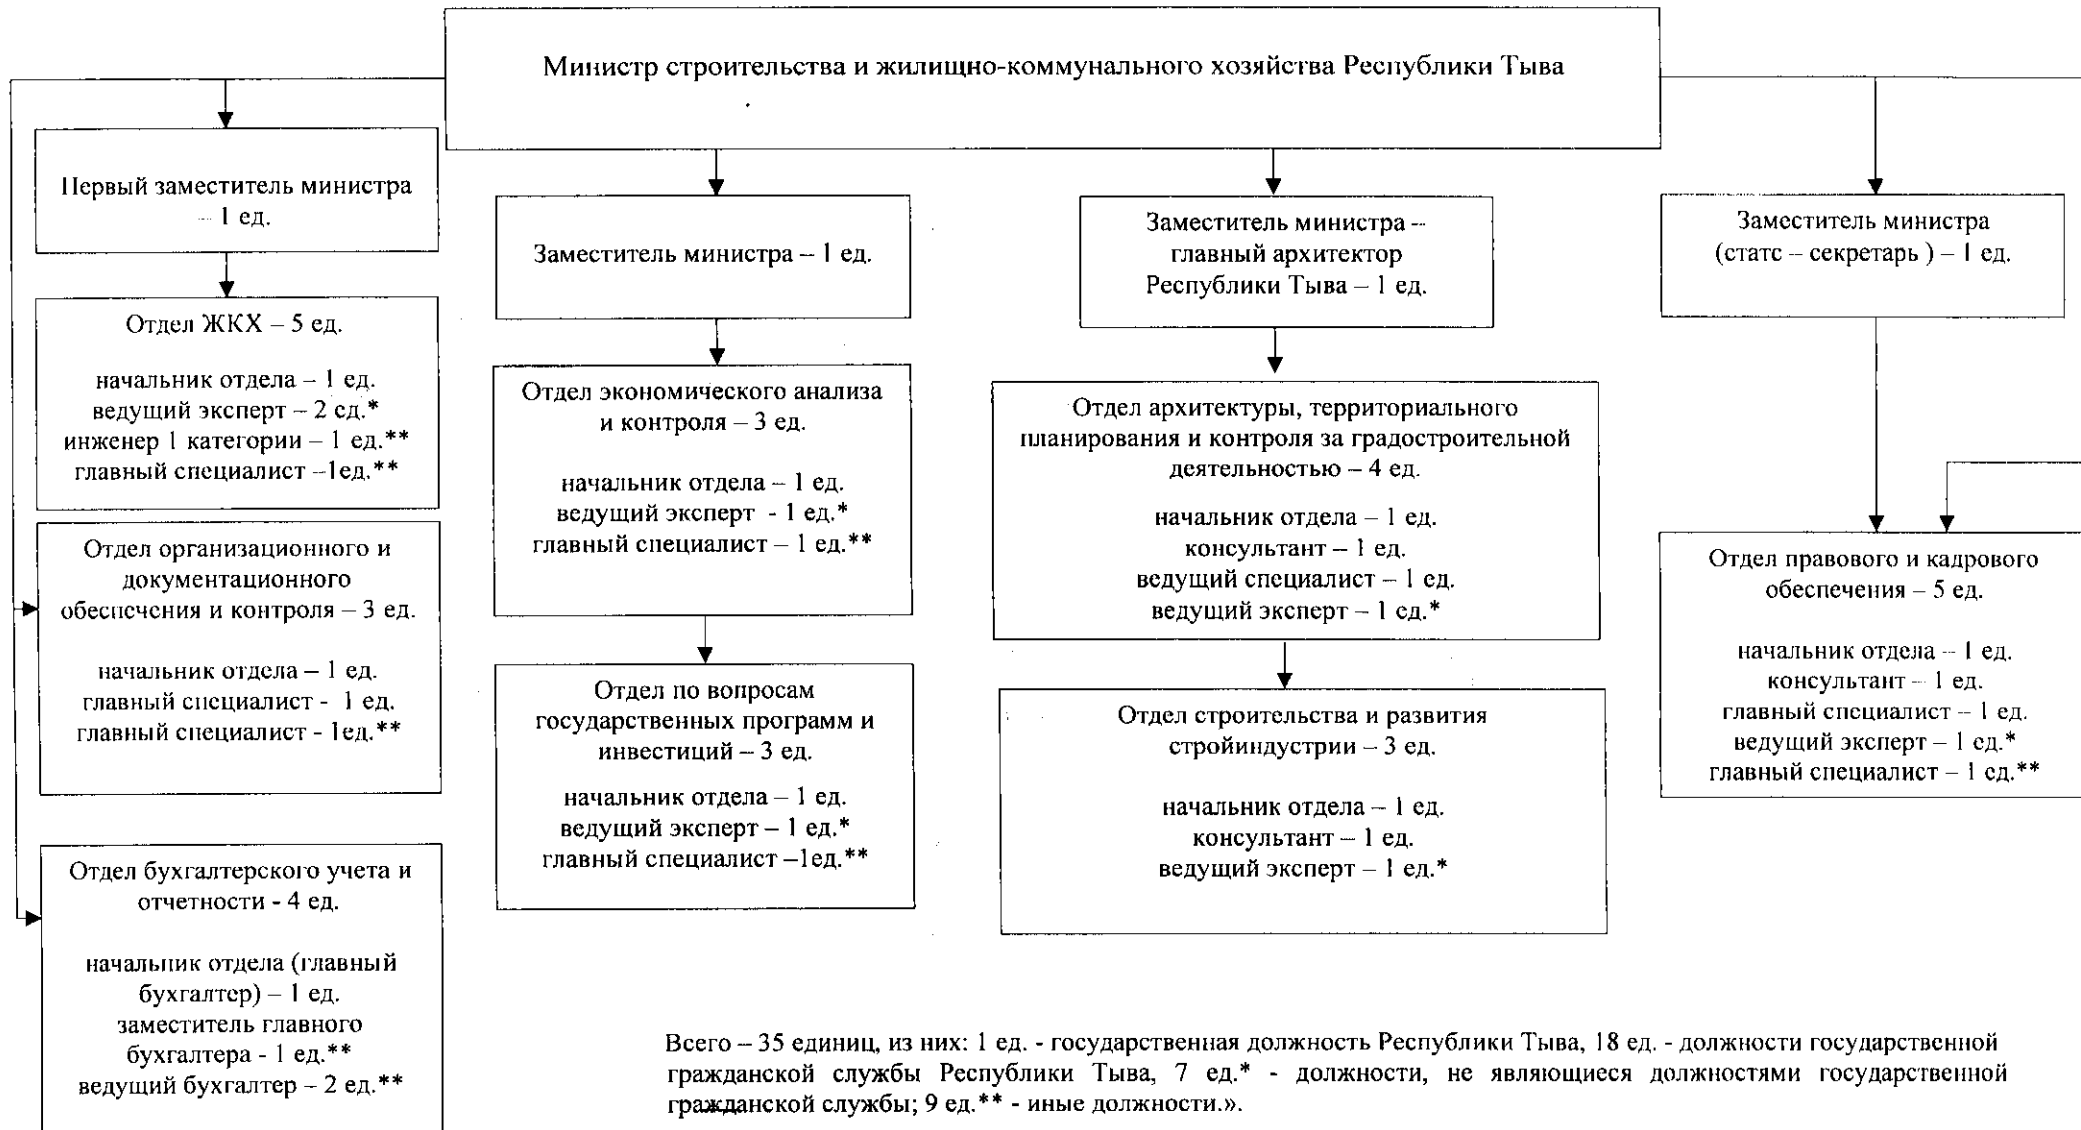 Министр строительства и жилищно-коммунального хозяйства Республики Тыва
Первый заместитель министра
– 1 ед.
Отдел ЖКХ – 5 ед.
начальник отдела – 1 ед.
ведущий эксперт – 2 ед.*
инженер 1 категории – 1 ед.**
главный специалист –1ед.**
Отдел организационного и
документационного
обеспечения и контроля – 3 ед.
начальник отдела – 1 ед.
главный специалист - 1 ед.
главный специалист - 1ед.**
Отдел бухгалтерского учета и
отчетности - 4 ед.
начальник отдела (главный
бухгалтер) – 1 ед.
заместитель главного
бухгалтера - 1 ед.**
ведущий бухгалтер – 2 ед.**
Заместитель министра – 1 ед.
Отдел экономического анализа
и контроля – 3 ед.
начальник отдела – 1 ед.
ведущий эксперт - 1 ед.*
главный специалист – 1 ед.**
Отдел по вопросам
государственных программ и
инвестиций – 3 ед.
начальник отдела – 1 ед.
ведущий эксперт – 1 ед.*
главный специалист –1ед.**
Заместитель министра –
главный архитектор
Республики Тыва – 1 ед.
Отдел архитектуры, территориального
планирования и контроля за градостроительной
деятельностью – 4 ед.
начальник отдела – 1 ед.
консультант – 1 ед.
ведущий специалист – 1 ед.
ведущий эксперт – 1 ед.*
Отдел строительства и развития
стройиндустрии – 3 ед.
начальник отдела – 1 ед.
консультант – 1 ед.
ведущий эксперт – 1 ед.*
Заместитель министра
(статс – секретарь ) – 1 ед.
Отдел правового и кадрового
обеспечения – 5 ед.
начальник отдела – 1 ед.
консультант – 1 ед.
главный специалист – 1 ед.
ведущий эксперт – 1 ед.*
главный специалист – 1 ед.**
Всего – 35 единиц, из них: 1 ед. - государственная должность Республики Тыва, 18 ед. - должности государственной
гражданской службы Республики Тыва, 7 ед.* - должности, не являющиеся должностями государственной
гражданской службы; 9 ед.** - иные должности.».